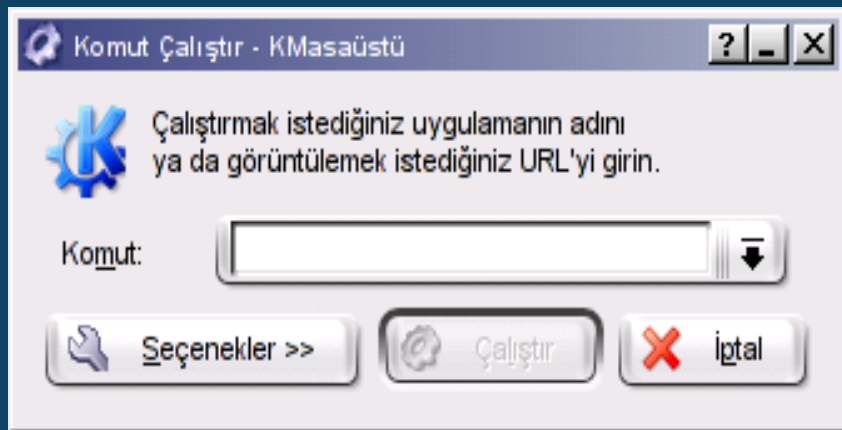 Komut Çalıştır - KMasaüstü
Çalıştırmak istediğiniz uygulamanın adını
ya da görüntülemek istediğiniz URL'yi girin.
Komut:
Seçenekler >> Çalıştır İptal